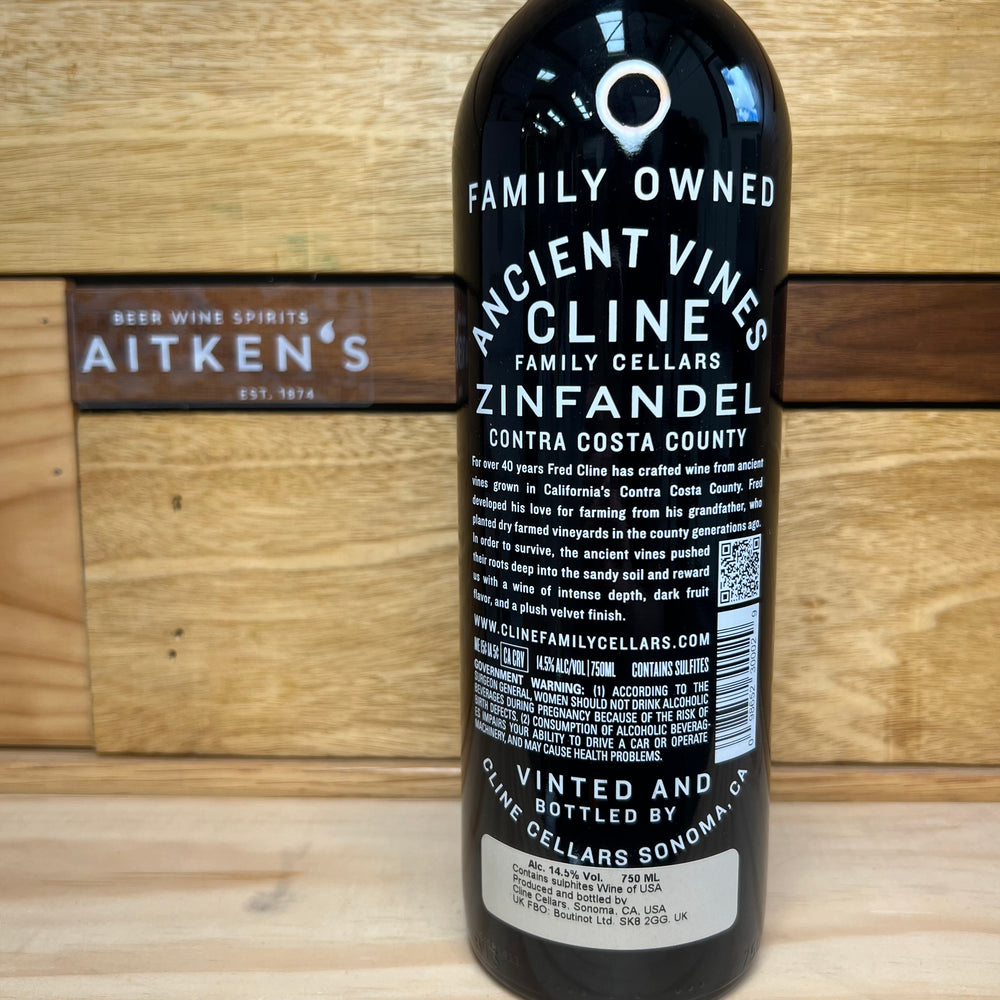 BEER WINE SPIRITS
AITKEN'S
EST. 1874
FAMILY OWNED
ANCIENT VINES
CLINE
FAMILY CELLARS
ZINFANDEL
CONTRA COSTA COUNTY
For over 40 years Fred Cline has crafted wine from ancient
vines grown in California's Contra Costa County. Fred
developed his love for farming from his grandfather, who
planted dry farmed vineyards in the county generations ago.
In order to survive, the ancient vines pushed
their roots deep into the sandy soil and reward
us with a wine of intense depth, dark fruit
flavor, and a plush velvet finish.
WWW.CLINEFAMILYCELLARS.COM
ME 15¢ IA 5¢ CA CRV 14.5% ALC/VOL | 750ML CONTAINS SULFITES
GOVERNMENT WARNING: (1) ACCORDING TO THE
SURGEON GENERAL, WOMEN SHOULD NOT DRINK ALCOHOLIC
BEVERAGES DURING PREGNANCY BECAUSE OF THE RISK OF
BIRTH DEFECTS. (2) CONSUMPTION OF ALCOHOLIC BEVERAG-
ES IMPAIRS YOUR ABILITY TO DRIVE A CAR OR OPERATE
MACHINERY, AND MAY CAUSE HEALTH PROBLEMS.
VINTED AND
BOTTLED BY
CLINE CELLARS SONOMA, CA
Alc. 14.5% Vol. 750 ML
Contains sulphites Wine of USA
Produced and bottled by
Cline Cellars, Sonoma, CA, USA
UK FBO: Boutinot Ltd. SK8 2GG. UK